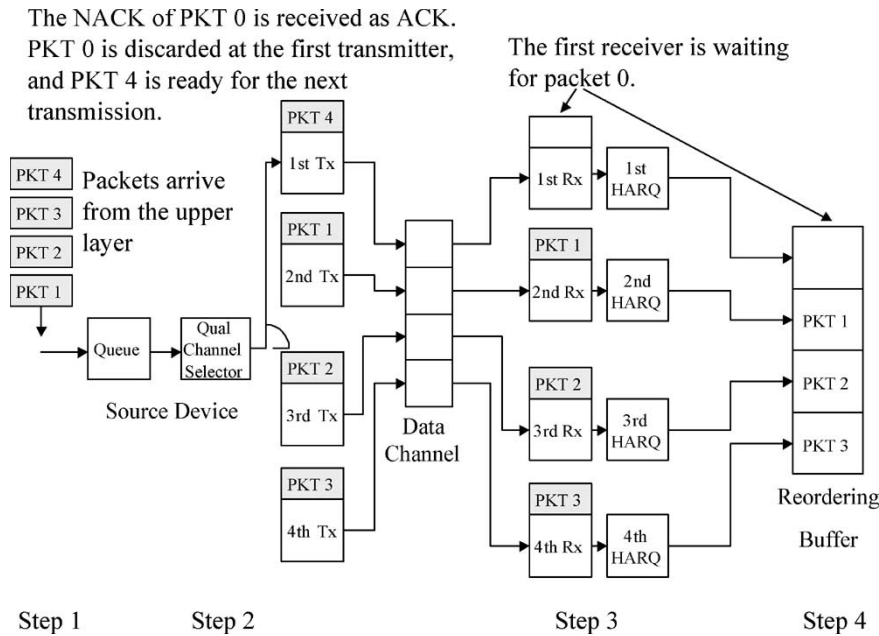 The NACK of PKT 0 is received as ACK.
PKT 0 is discarded at the first transmitter,
and PKT 4 is ready for the next
transmission.
The first receiver is waiting
for packet 0.
PKT 4
PKT 3
PKT 2
PKT 1
Packets arrive
from the upper
layer
Queue
Qual
Channel
Selector
Source Device
PKT 4
1st Tx
PKT 1
2nd Tx
PKT 2
3rd Tx
PKT 3
4th Tx
Data
Channel
1st Rx
1st
HARQ
PKT 1
2nd Rx
2nd
HARQ
PKT 2
3rd Rx
3rd
HARQ
PKT 3
4th Rx
4th
HARQ
PKT 1
PKT 2
PKT 3
Reordering
Buffer
Step 1
Step 2
Step 3
Step 4